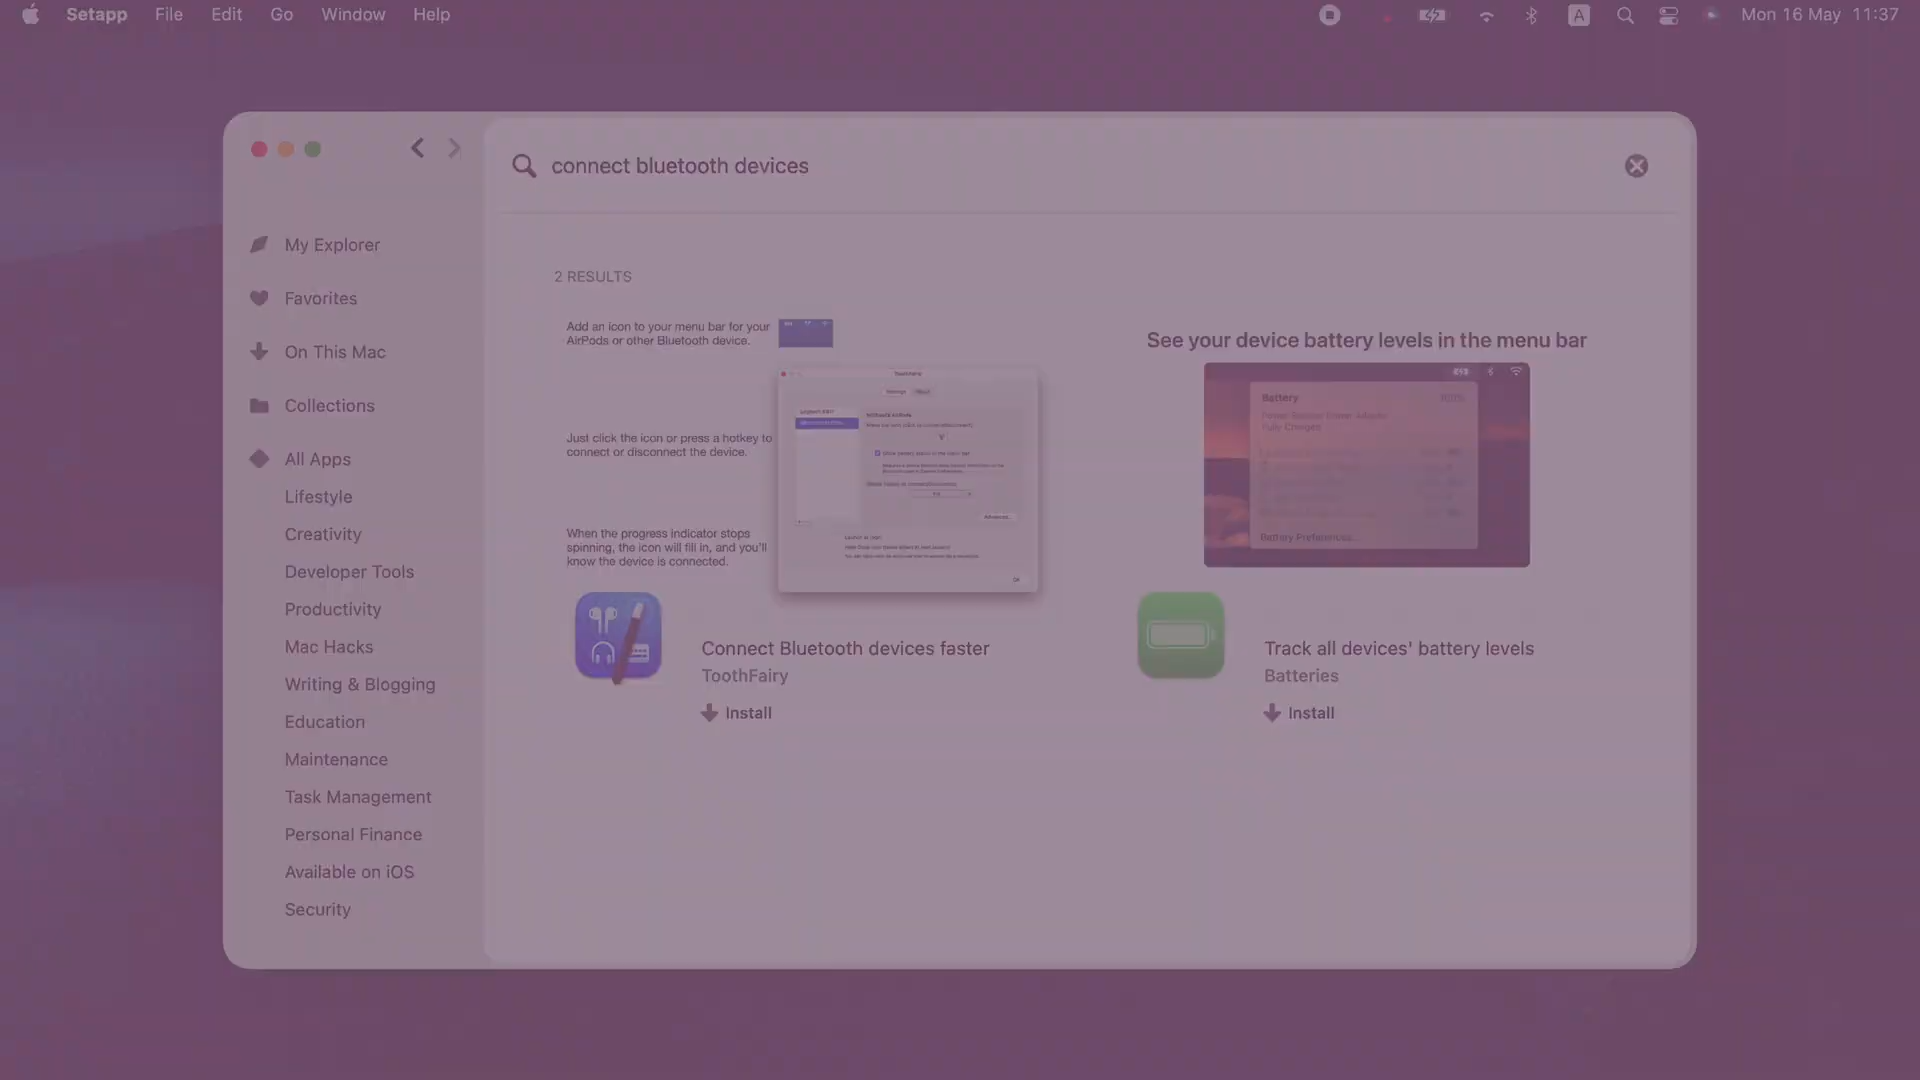 Setapp File Edit Go Window Help A Mon 16 May 11:37
connect bluetooth devices
My Explorer
Favorites
On This Mac
Collections
All Apps
Lifestyle
Creativity
Developer Tools
Productivity
Mac Hacks
Writing & Blogging
Education
Maintenance
Task Management
Personal Finance
Available on iOS
Security
2 RESULTS
Add an icon to your menu bar for your
AirPods or other Bluetooth device.
Just click the icon or press a hotkey to
connect or disconnect the device.
When the progress indicator stops
spinning, the icon will fill in, and you'll
know the device is connected.
Connect Bluetooth devices faster
ToothFairy
Install
See your device battery levels in the menu bar
Battery
Fully Charged
Battery Preferences...
Track all devices' battery levels
Batteries
Install